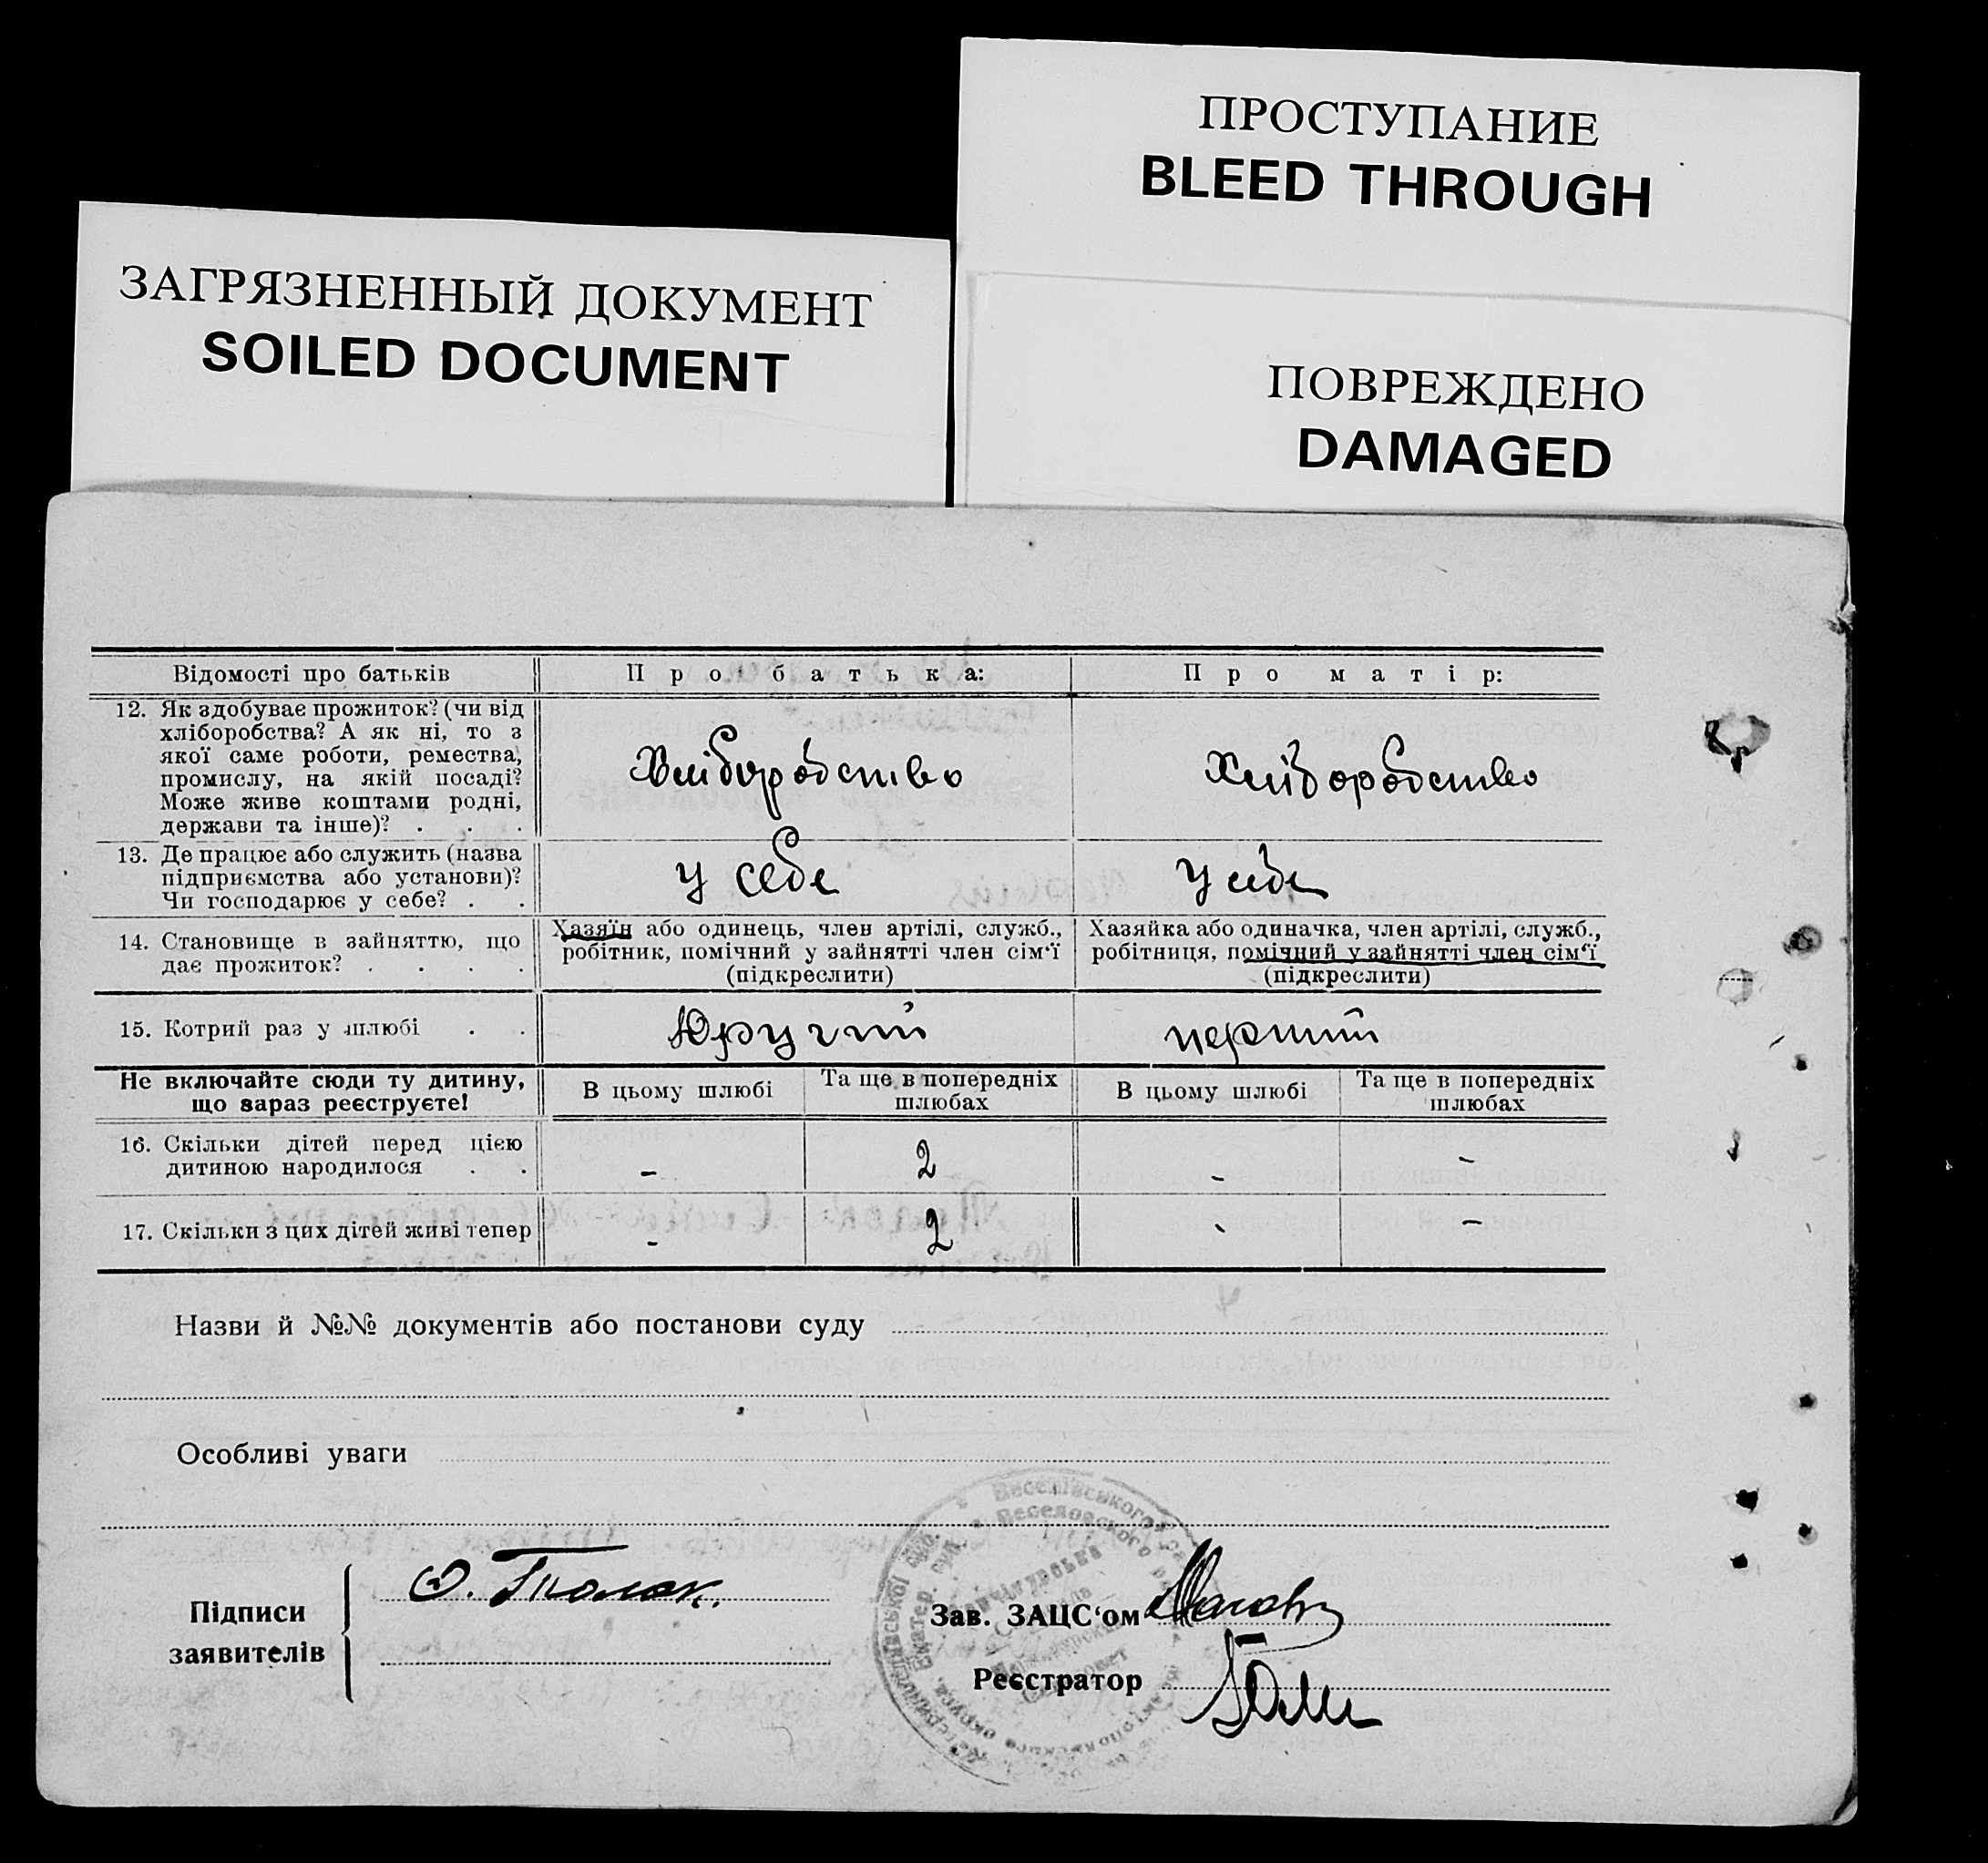 ПРОСТУПАНИЕ
BLEED THROUGH
ЗАГРЯЗНЕННЫЙ ДОКУМЕНТ
SOILED DOCUMENT
ПОВРЕЖДЕНО
DAMAGED
Відомості про батьків
Про батька:
Про матір:
12. Як здобуває прожиток? (чи від
хліборобства? А як ні, то з
якої саме роботи, ремества,
промислу, на якій посаді?
Може живе коштами родні,
держави та інше)? . . .
Хліборобство
Хліборобство
13. Де працює або служить (назва
підприємства або установи)?
Чи господарює у себе? . .
у себе
у себе
14. Становище в зайняттю, що
дає прожиток? . . . .
Хазяїн або одинець, член артілі, служб.,
робітник, помічний у зайнятті член сім‘ї
(підкреслити)
Хазяйка або одиначка, член артілі, служб.,
робітниця, помічний у зайнятті член сім‘ї
(підкреслити)
15. Котрий раз у шлюбі . .
Другий
перший
Не включайте сюди ту дитину,
що зараз реєструєте!
В цьому шлюбі
Та ще в попередніх
шлюбах
В цьому шлюбі
Та ще в попередніх
шлюбах
16. Скільки дітей перед цією
дитиною народилося . .
-
2
-
-
17. Скільки з цих дітей живі тепер
-
2
-
-
Назви й №№ документів або постанови суду
Особливі уваги
Підписи
заявителів
Зав. ЗАЦС‘ом
Реєстратор
Веселівського
Веселовского